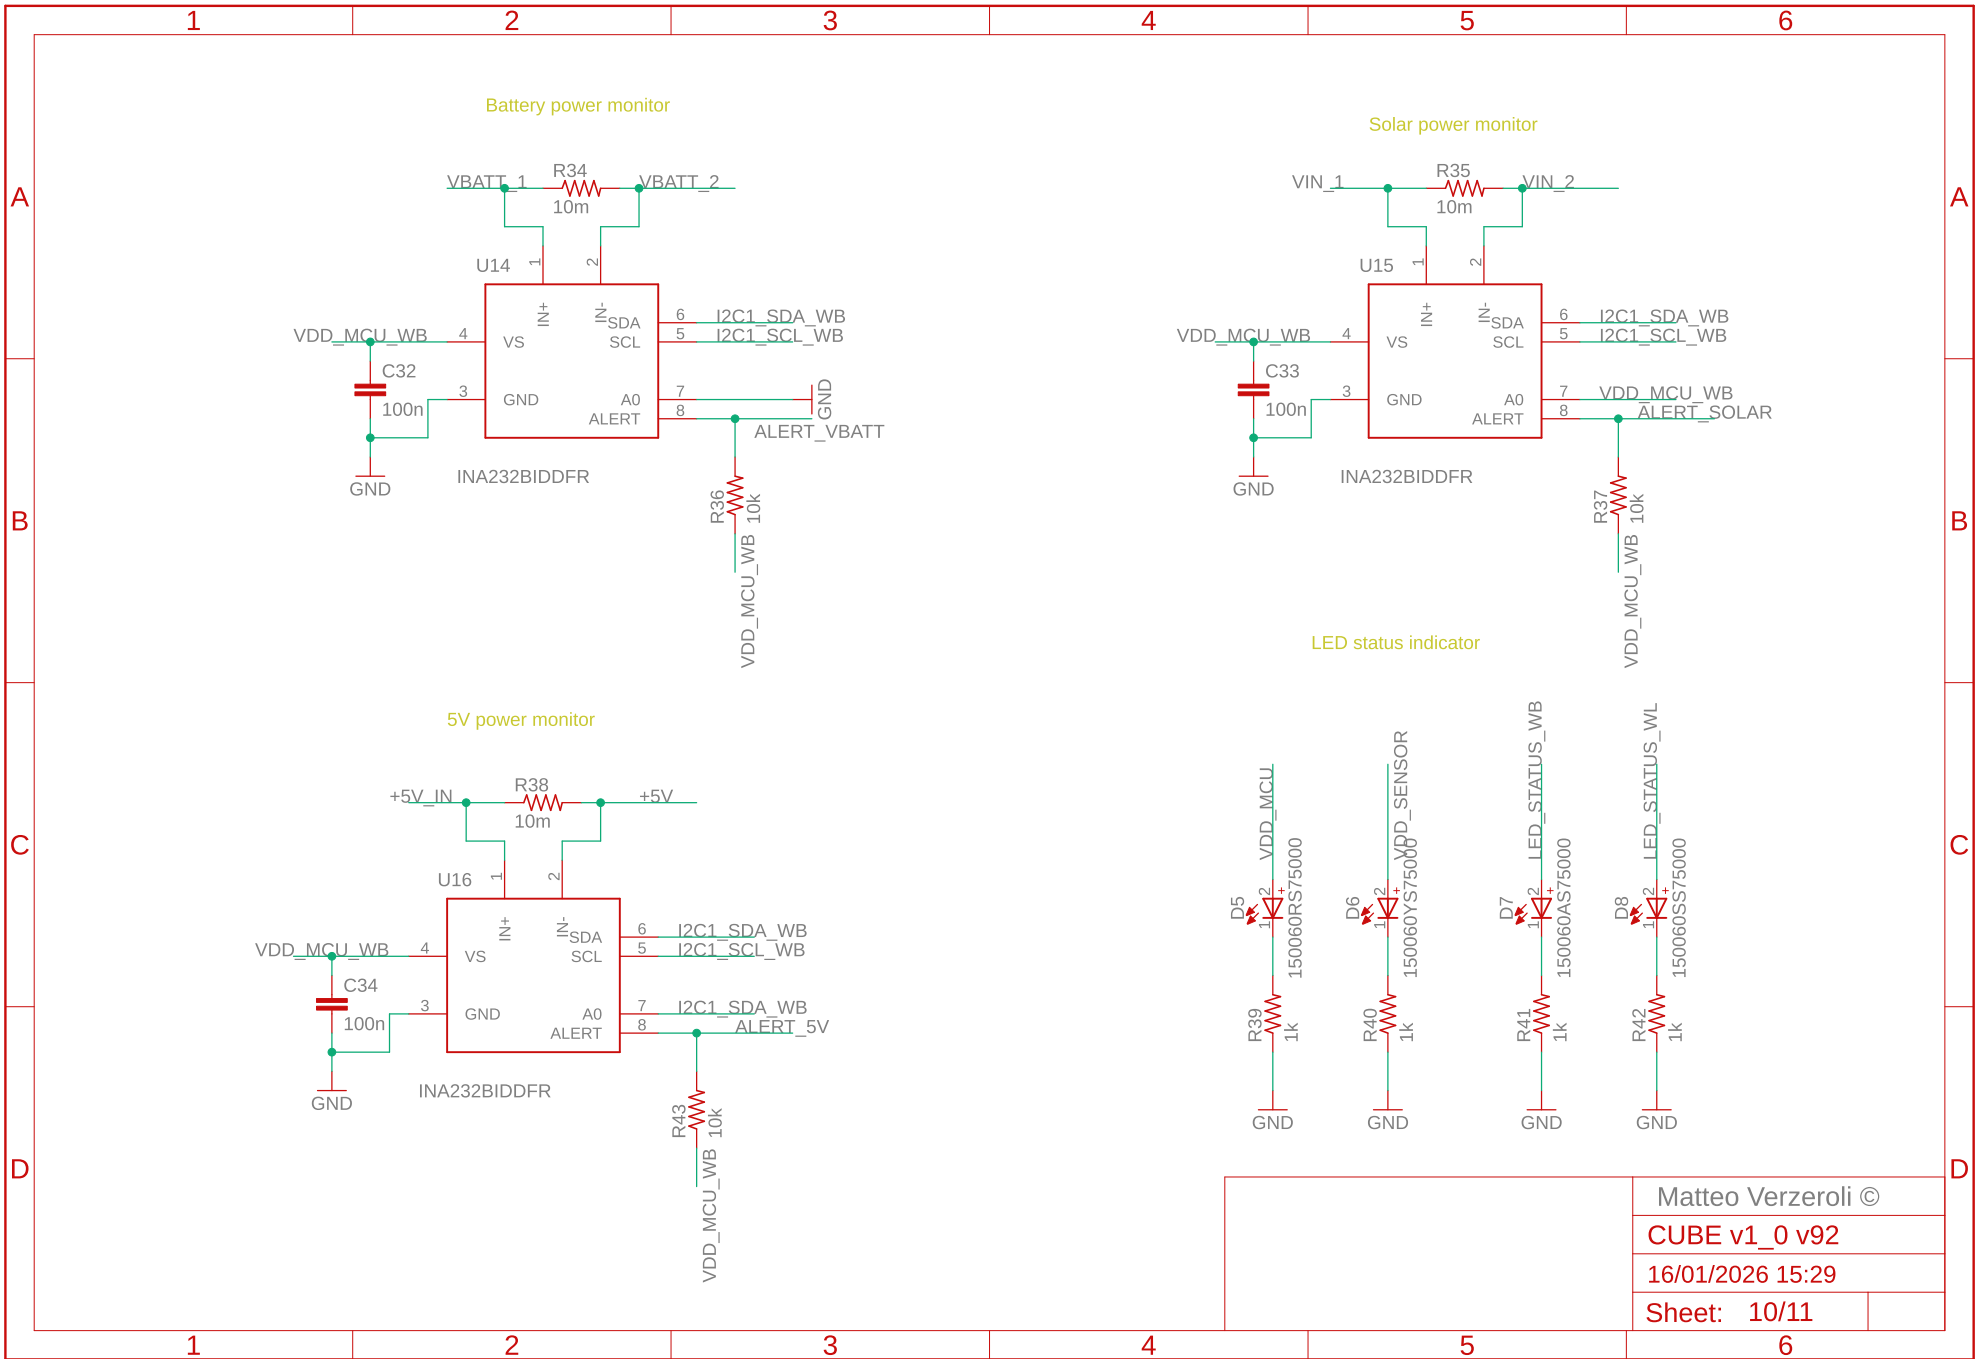 1 2 3 4 5 6
A A
B B
C C
D D
Battery power monitor
VBATT_1
R34
10m
VBATT_2
U14
1
2
IN+
IN-
SDA
SCL
VS
GND
A0
ALERT
6
5
7
8
4
3
I2C1_SDA_WB
I2C1_SCL_WB
GND
ALERT_VBATT
VDD_MCU_WB
C32
100n
GND
INA232BIDDFR
R36
10k
VDD_MCU_WB
Solar power monitor
VIN_1
R35
10m
VIN_2
U15
1
2
IN+
IN-
SDA
SCL
VS
GND
A0
ALERT
6
5
7
8
4
3
I2C1_SDA_WB
I2C1_SCL_WB
VDD_MCU_WB
ALERT_SOLAR
VDD_MCU_WB
C33
100n
GND
INA232BIDDFR
R37
10k
VDD_MCU_WB
5V power monitor
+5V_IN
R38
10m
+5V
U16
1
2
IN+
IN-
SDA
SCL
VS
GND
A0
ALERT
6
5
7
8
4
3
I2C1_SDA_WB
I2C1_SCL_WB
I2C1_SDA_WB
ALERT_5V
VDD_MCU_WB
C34
100n
GND
INA232BIDDFR
R43
10k
VDD_MCU_WB
LED status indicator
VDD_MCU
D5
2
+
1
150060RS75000
R39
1k
GND
VDD_SENSOR
D6
2
+
1
150060YS75000
R40
1k
GND
LED_STATUS_WB
D7
2
+
1
150060AS75000
R41
1k
GND
LED_STATUS_WL
D8
2
+
1
150060SS75000
R42
1k
GND
Matteo Verzeroli ©
CUBE v1_0 v92
16/01/2026 15:29
Sheet: 10/11
1 2 3 4 5 6